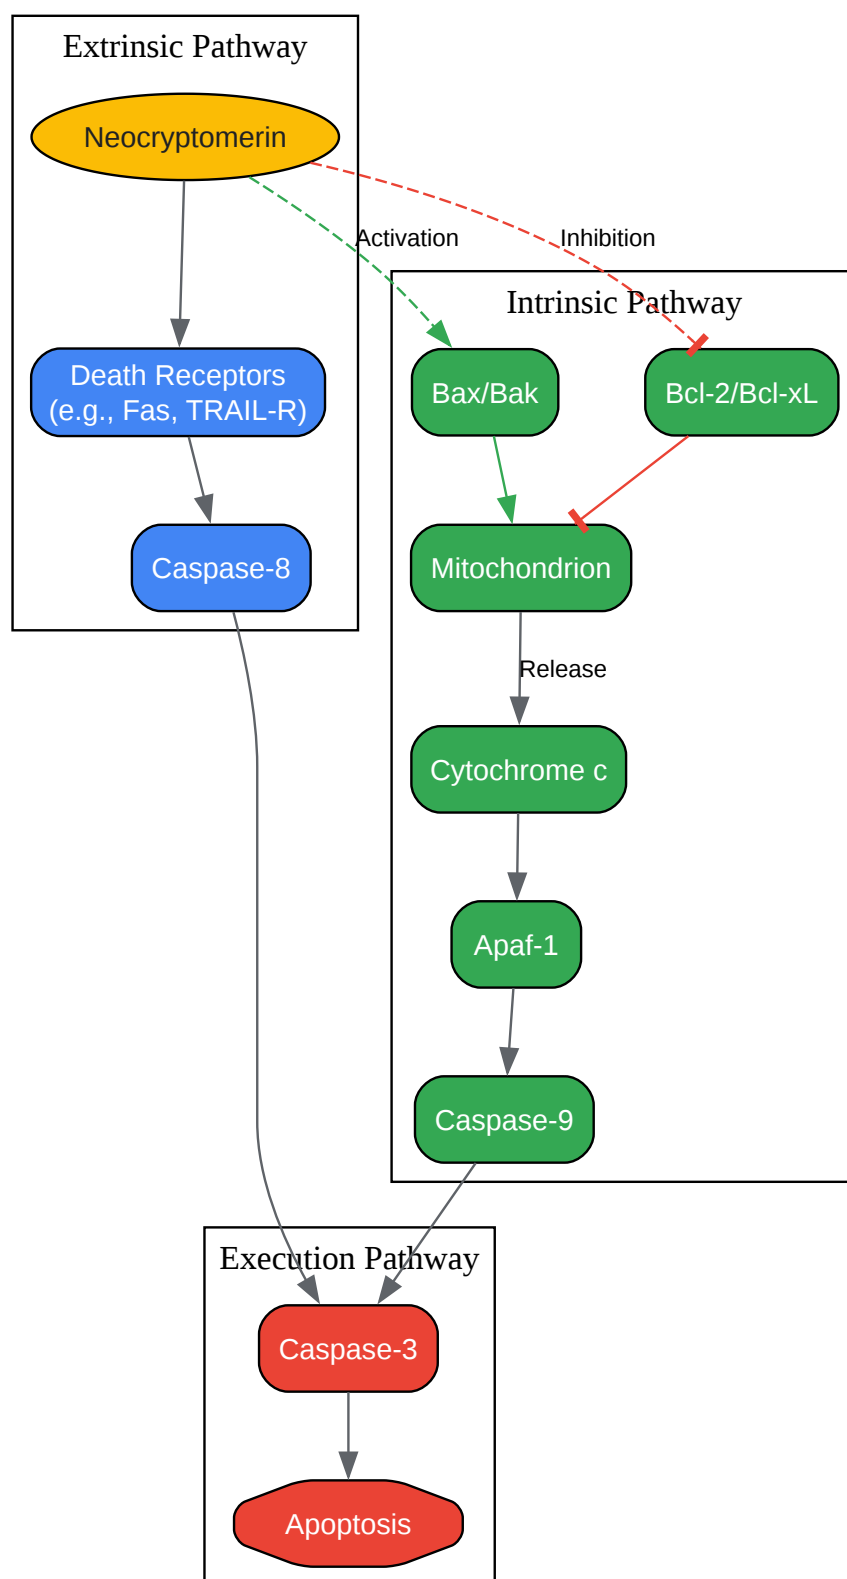 Extrinsic Pathway
Neocryptomerin
Activation
Inhibition
Intrinsic Pathway
Death Receptors
(e.g., Fas, TRAIL-R)
Bax/Bak
Bcl-2/Bcl-xL
Caspase-8
Mitochondrion
Release
Cytochrome c
Apaf-1
Caspase-9
Execution Pathway
Caspase-3
Apoptosis